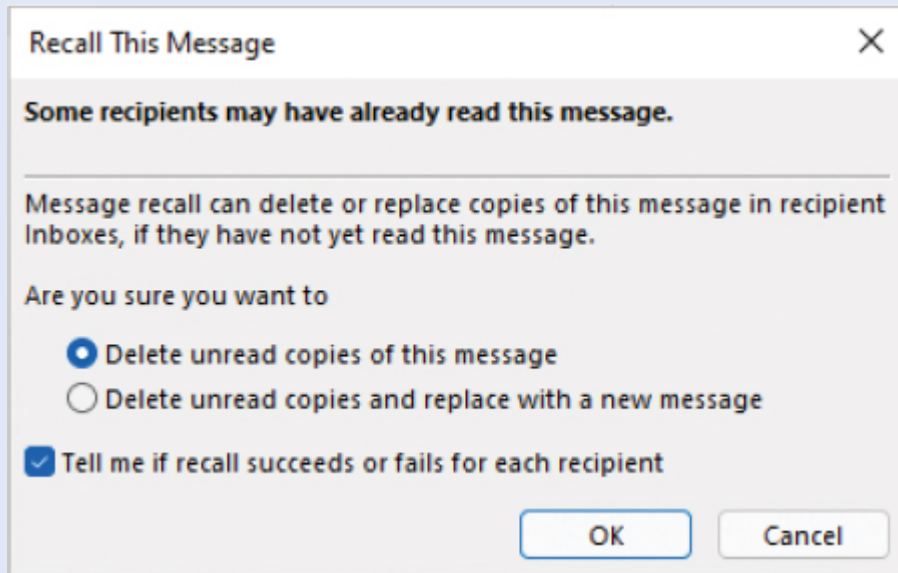 Recall This Message
Some recipients may have already read this message.
Message recall can delete or replace copies of this message in recipient
Inboxes, if they have not yet read this message.
Are you sure you want to
Delete unread copies of this message
Delete unread copies and replace with a new message
Tell me if recall succeeds or fails for each recipient
OK Cancel